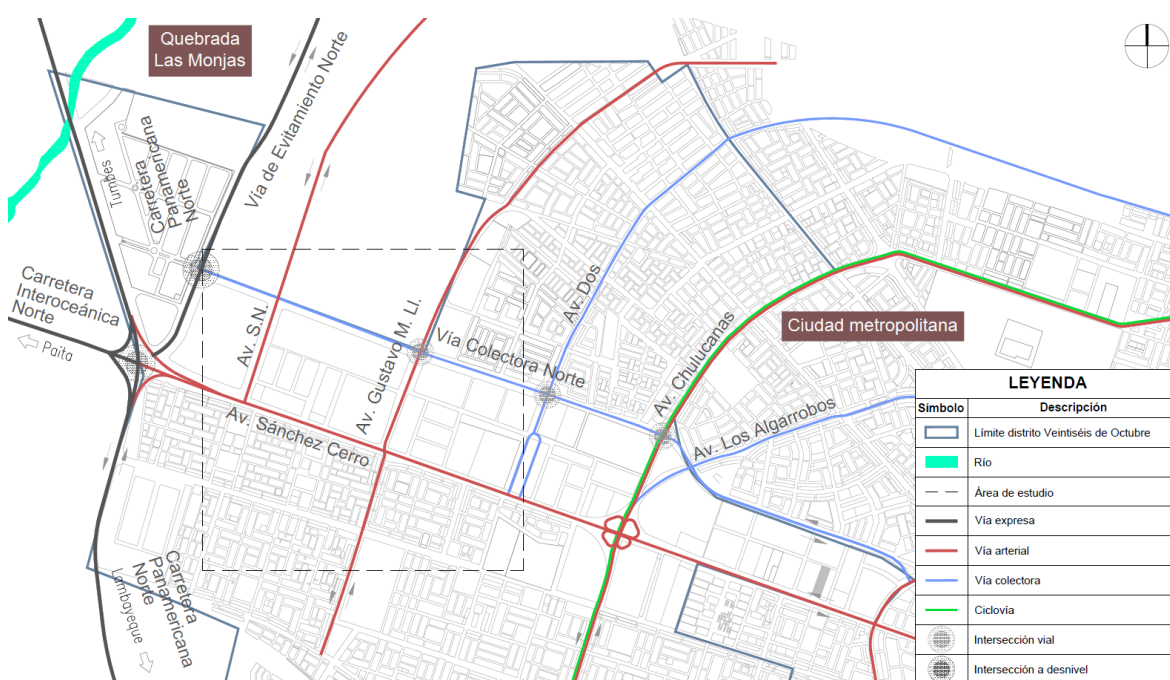 Quebrada
Las Monjas
Vía de Evitamiento Norte
Tumbes
Carretera
Panamericana
Norte
Carretera
Interoceánica
Norte
Paita
Av. S.N.
Av. Gustavo M. Ll.
Vía Colectora Norte
Av. Dos
Av. Chulucanas
Ciudad metropolitana
Av. Los Algarrobos
Av. Sánchez Cerro
Carretera
Panamericana
Norte
Lambayeque
LEYENDA
Símbolo Descripción
Límite distrito Veintiséis de Octubre
Río
Área de estudio
Vía expresa
Vía arterial
Vía colectora
Ciclovía
Intersección vial
Intersección a desnivel